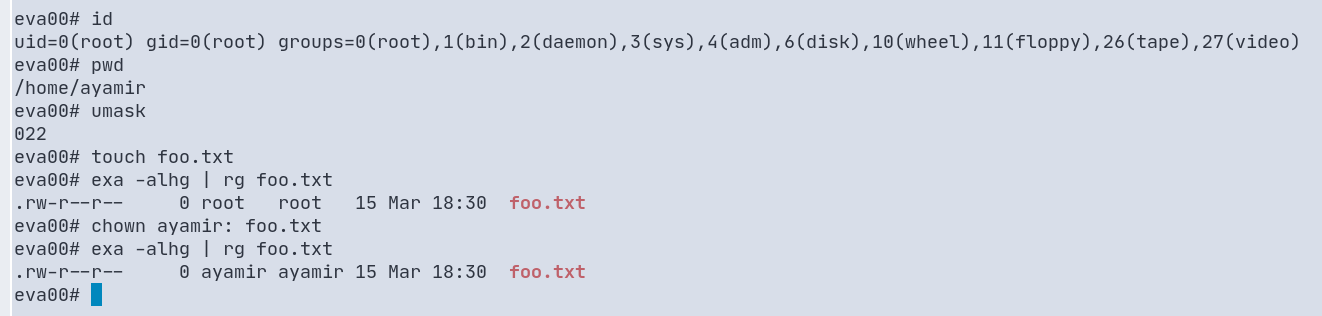 eva00# id
uid=0(root) gid=0(root) groups=0(root),1(bin),2(daemon),3(sys),4(adm),6(disk),10(wheel),11(floppy),26(tape),27(video)
eva00# pwd
/home/ayamir
eva00# umask
022
eva00# touch foo.txt
eva00# exa -alhg | rg foo.txt
.rw-r--r--     0 root   root   15 Mar 18:30  foo.txt
eva00# chown ayamir: foo.txt
eva00# exa -alhg | rg foo.txt
.rw-r--r--     0 ayamir ayamir 15 Mar 18:30  foo.txt
eva00#